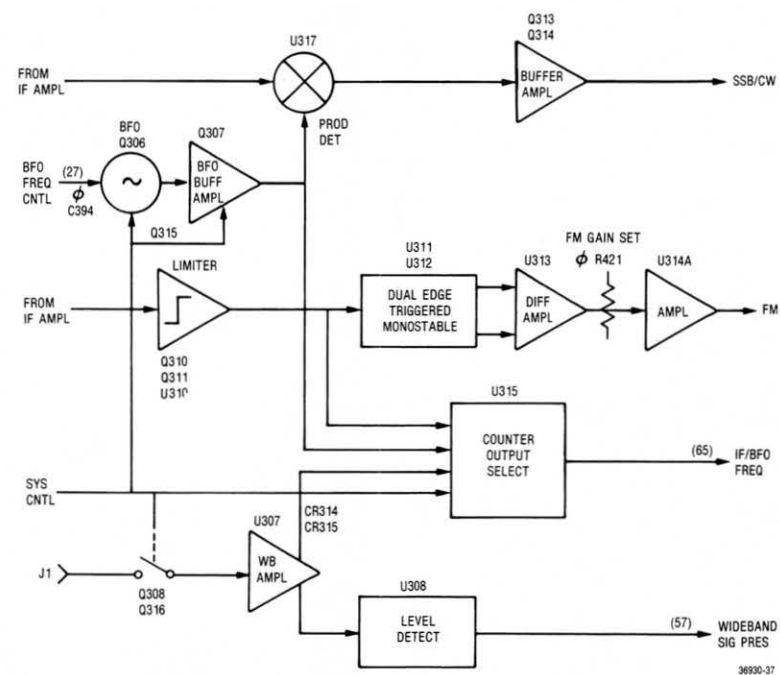 Q313
Q314
U317
FROM
IF AMPL
BUFFER
AMPL
SSB/CW
PROD
DET
BFO
Q306
Q307
BFO
FREQ
CNTL
(27)
ϕ
C394
~
BFO
BUFF
AMPL
Q315
LIMITER
FROM
IF AMPL
Q310
Q311
U311
U312
DUAL EDGE
TRIGGERED
MONOSTABLE
U313
DIFF
AMPL
FM GAIN SET
ϕ R421
U314A
AMPL
FM
U315
COUNTER
OUTPUT
SELECT
(65)
IF/BFO
FREQ
SYS
CNTL
CR314
CR315
U307
WB
AMPL
J1
Q308
Q316
U308
LEVEL
DETECT
(57)
WIDEBAND
SIG PRES
36930-37